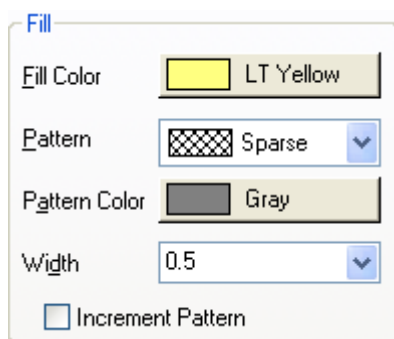 Fill
Fill Color LT Yellow
Pattern Sparse
Pattern Color Gray
Width 0.5
Increment Pattern